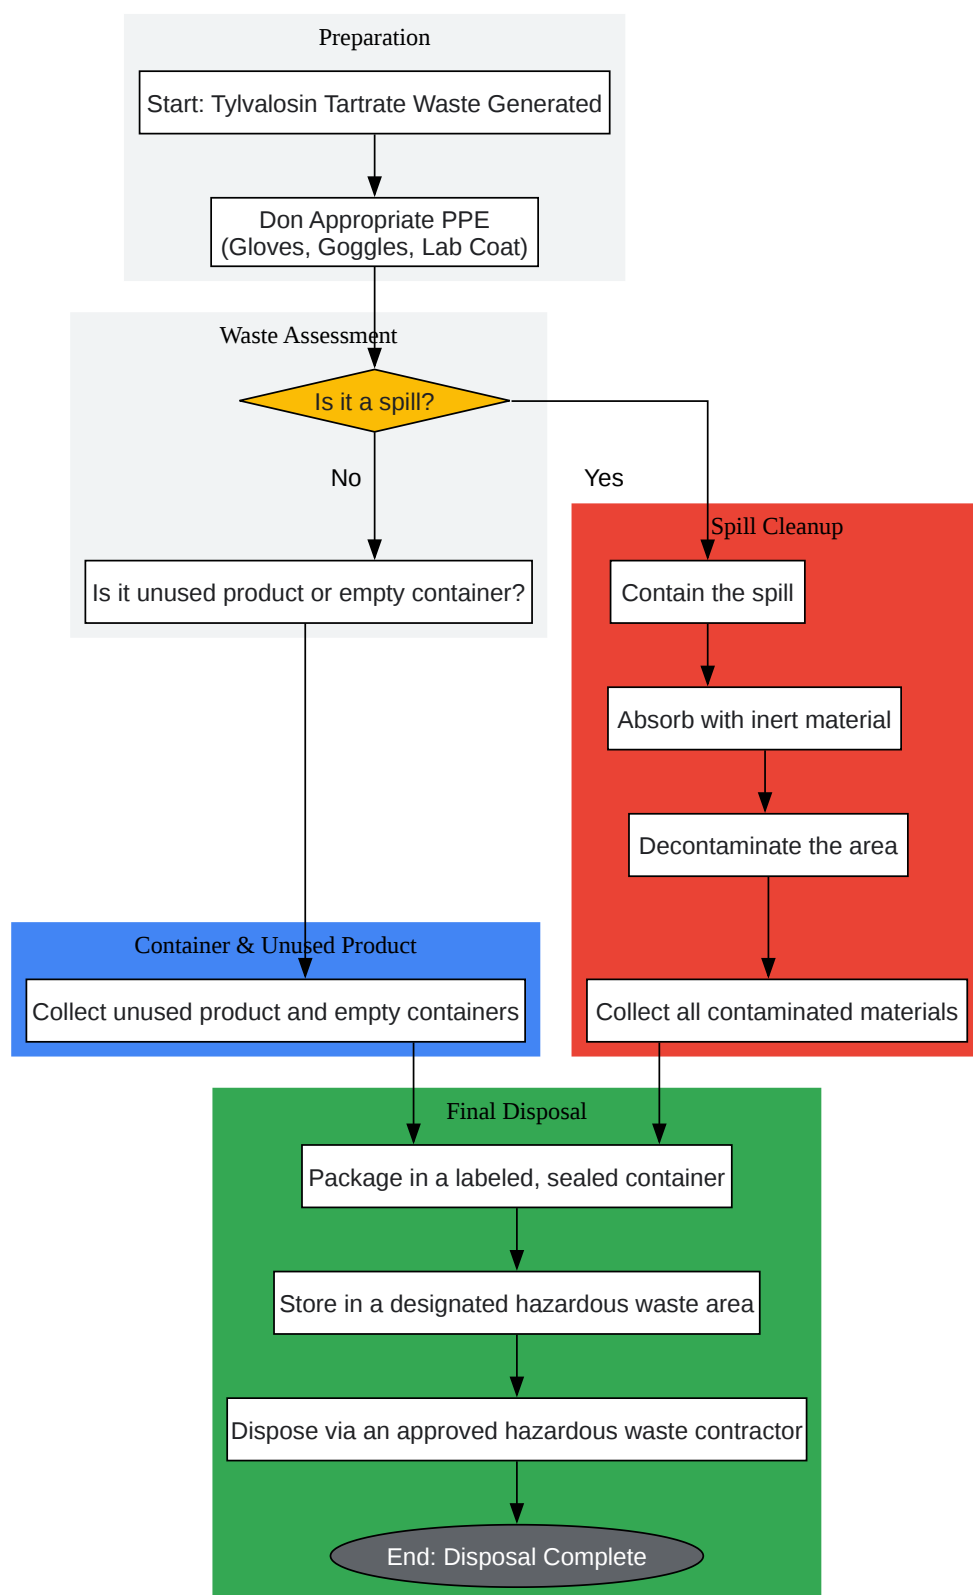 Preparation
Start: Tylvalosin Tartrate Waste Generated
Don Appropriate PPE
(Gloves, Goggles, Lab Coat)
Waste Assessment
Is it a spill?
No
Yes
Is it unused product or empty container?
Spill Cleanup
Contain the spill
Absorb with inert material
Decontaminate the area
Collect all contaminated materials
Container & Unused Product
Collect unused product and empty containers
Final Disposal
Package in a labeled, sealed container
Store in a designated hazardous waste area
Dispose via an approved hazardous waste contractor
End: Disposal Complete